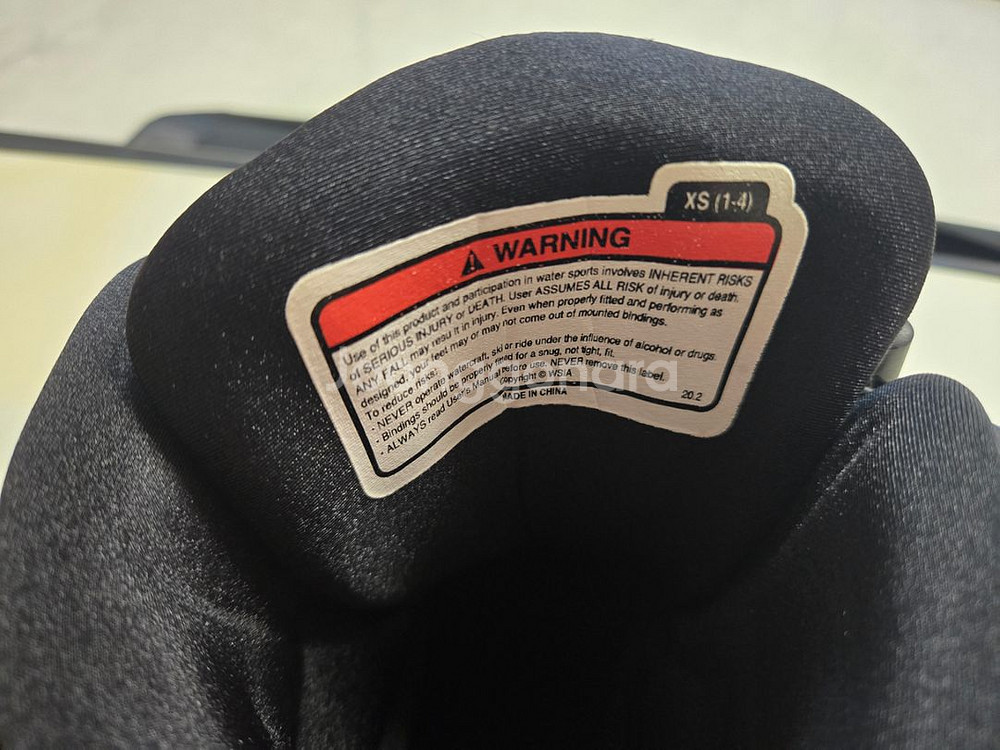 XS (1-4)
WARNING
Use of this product and participation in water sports involves INHERENT RISKS
of SERIOUS INJURY or DEATH. User ASSUMES ALL RISK of injury or death.
ANY FALL may result in injury. Even when properly fitted and performing as
designed, your feet may or may not come out of mounted bindings.
To reduce risks:
- NEVER operate watercraft, ski or ride under the influence of alcohol or drugs.
- Bindings should be properly fitted for a snug, not tight, fit.
- ALWAYS read User's Manual before use. NEVER remove this label.
copyright © WSIA
20.2
MADE IN CHINA